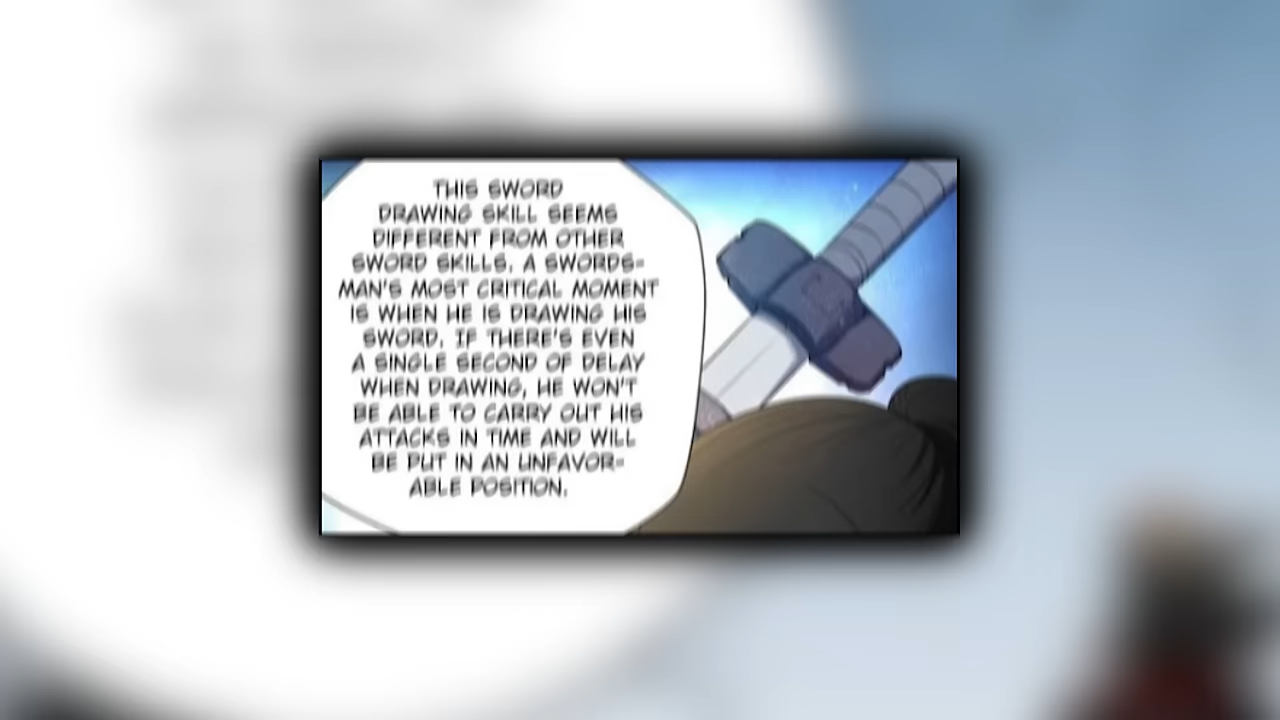 THIS SWORD
DRAWING SKILL SEEMS
DIFFERENT FROM OTHER
SWORD SKILLS. A SWORDS-
MAN'S MOST CRITICAL MOMENT
IS WHEN HE IS DRAWING HIS
SWORD. IF THERE'S EVEN
A SINGLE SECOND OF DELAY
WHEN DRAWING, HE WON'T
BE ABLE TO CARRY OUT HIS
ATTACKS IN TIME AND WILL
BE PUT IN AN UNFAVOR-
ABLE POSITION.